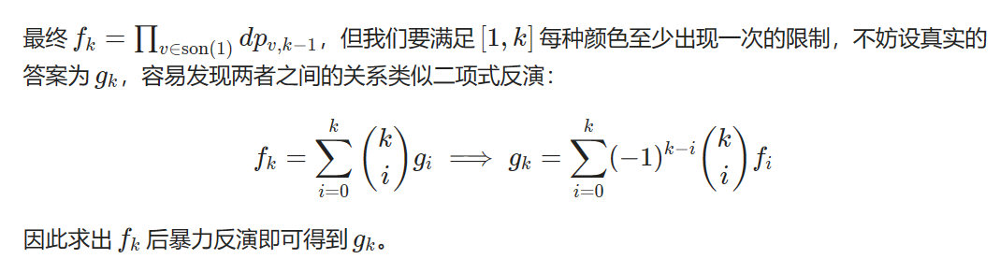 最终 $f_k = \prod_{v \in \text{son}(1)} dp_{v,k-1}$，但我们要满足 $[1, k]$ 每种颜色至少出现一次的限制，不妨设真实的
答案为 $g_k$，容易发现两者之间的关系类似二项式反演：
$f_k = \sum_{i=0}^{k} \binom{k}{i} g_i \implies g_k = \sum_{i=0}^{k} (-1)^{k-i} \binom{k}{i} f_i$
因此求出 $f_k$ 后暴力反演即可得到 $g_k$。